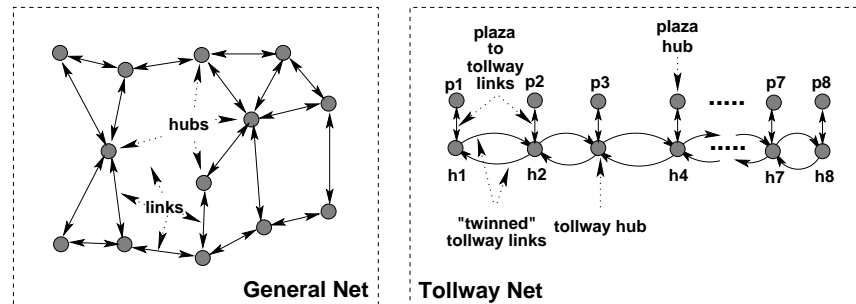 hubs
links
General Net
plaza
to
tollway
links
plaza
hub
p1 p2 p3 p7 p8
h1 h2 h4 h7 h8
"twinned"
tollway links
tollway hub
Tollway Net